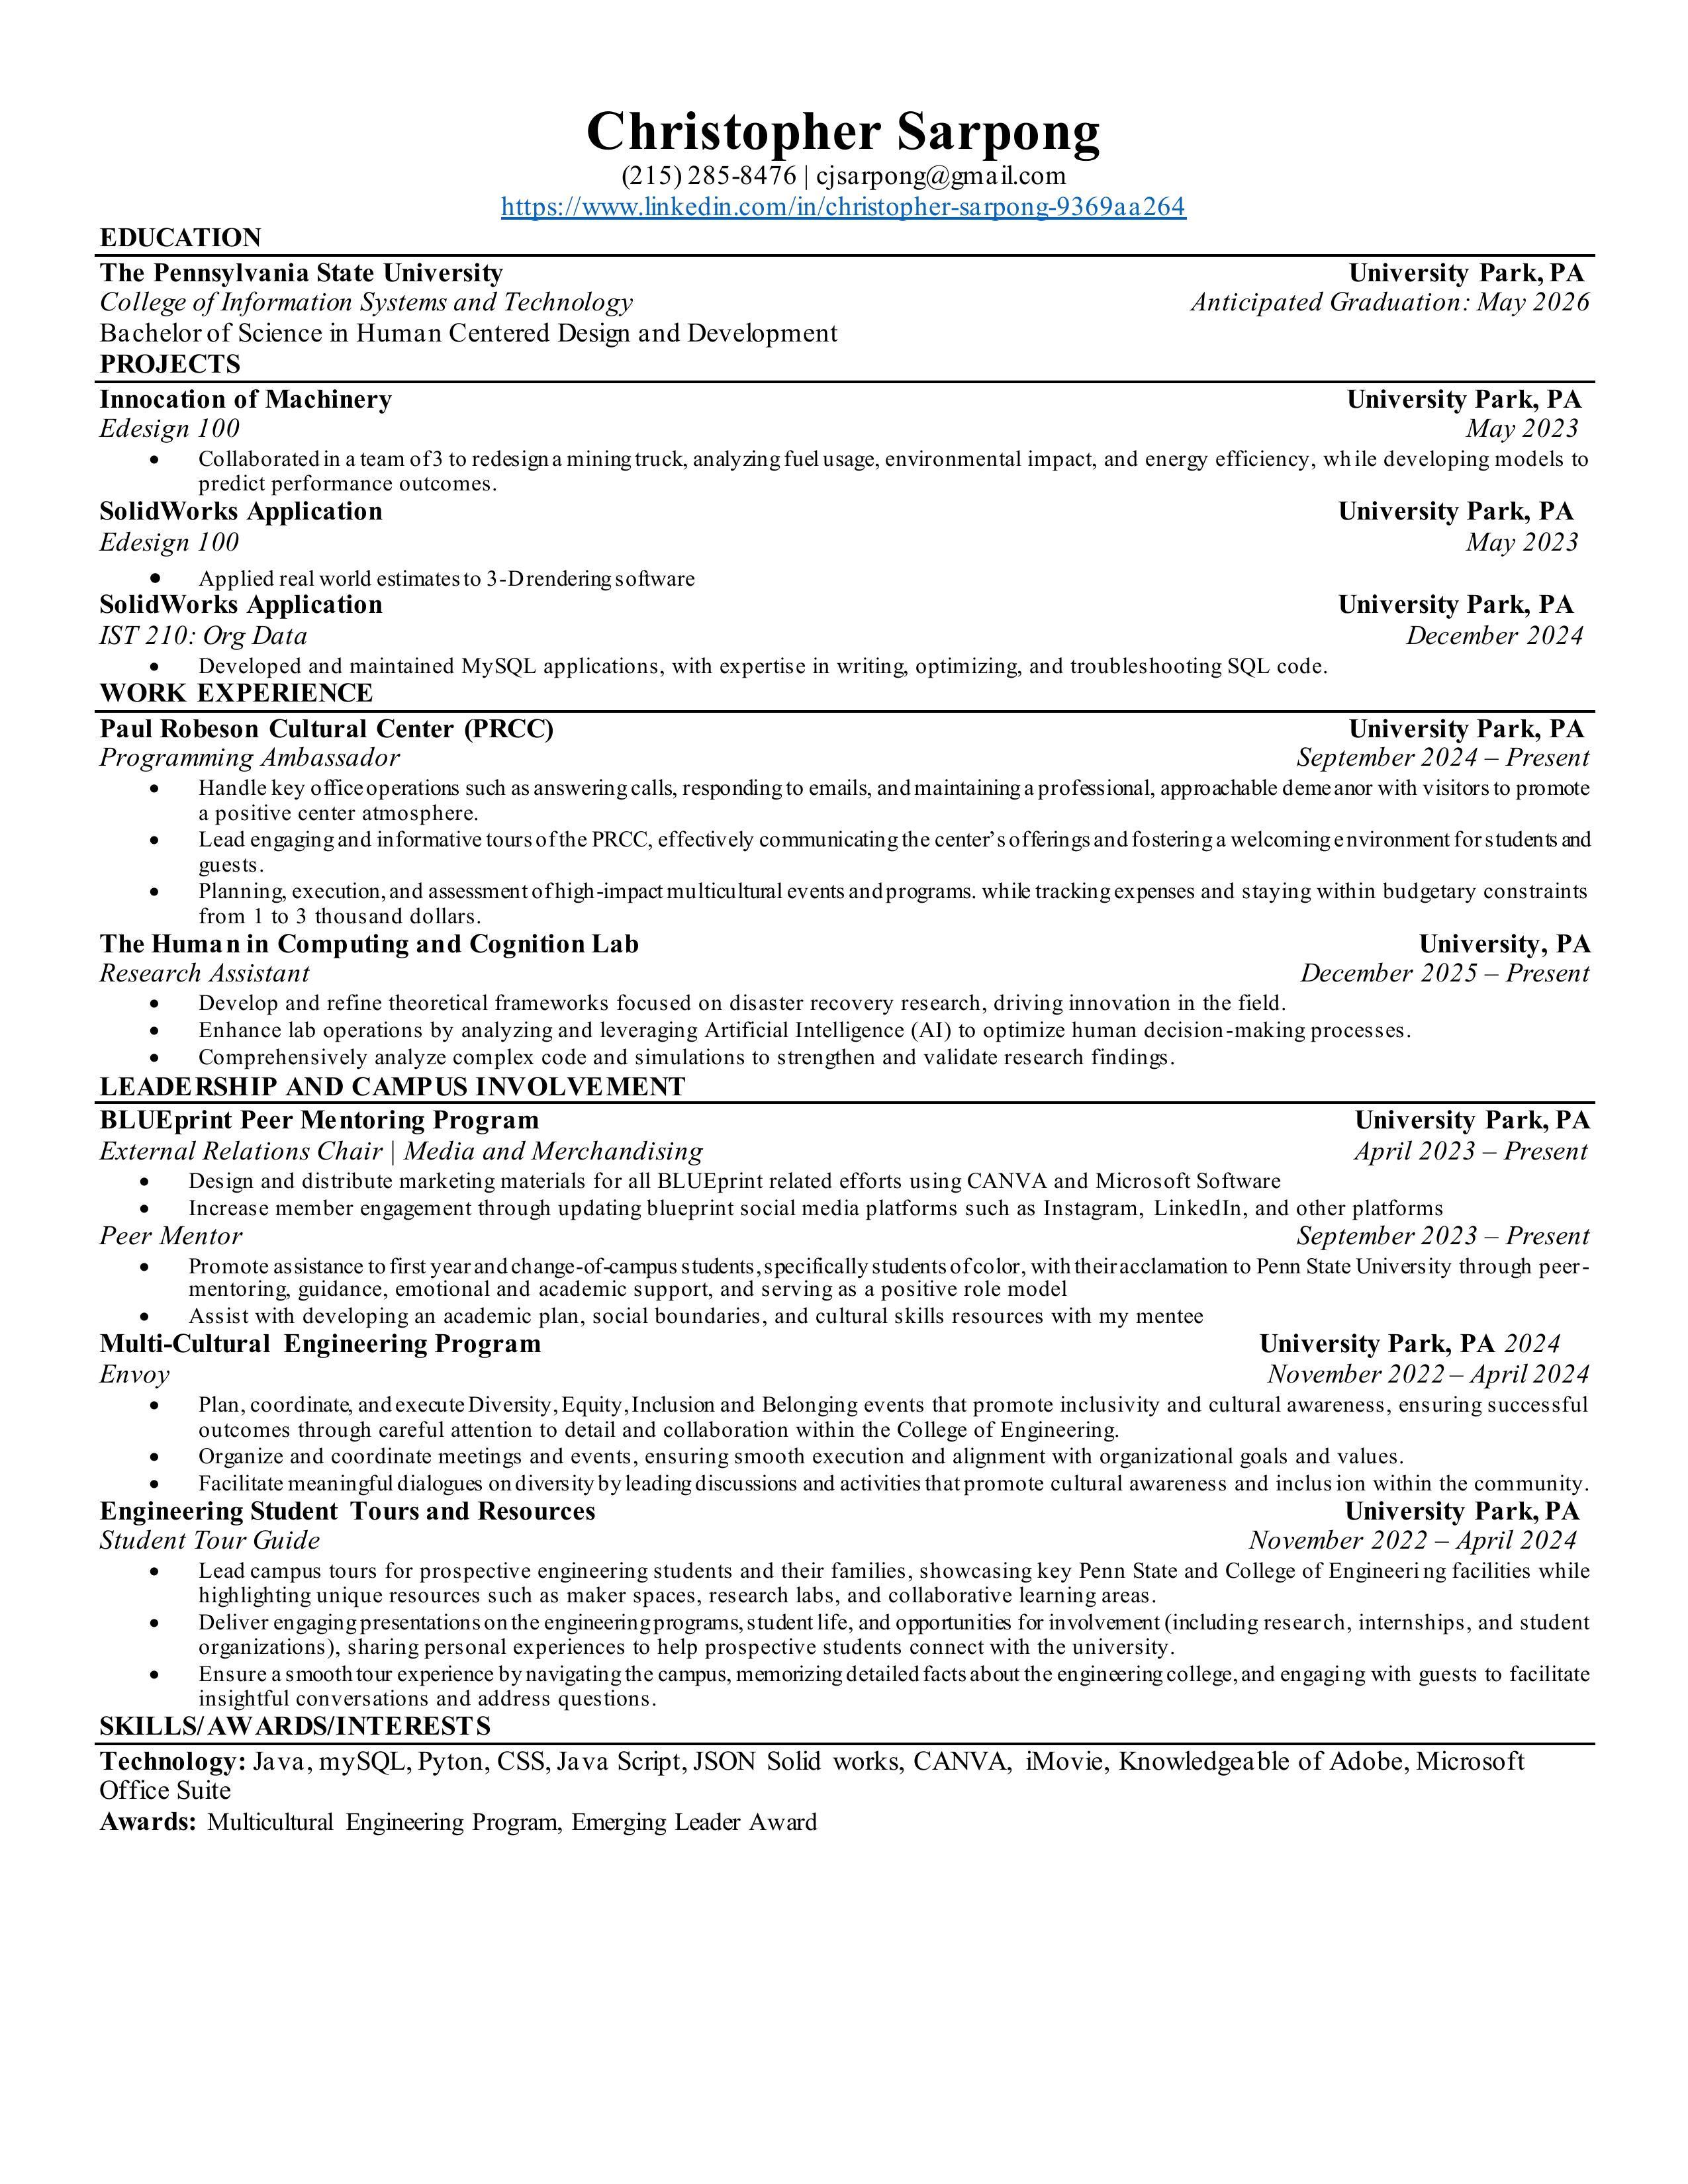 Christopher Sarpong
(215) 285-8476 | cjsarpong@gmail.com
https://www.linkedin.com/in/christopher-sarpong-9369aa264
EDUCATION
The Pennsylvania State University University Park, PA
College of Information Systems and Technology Anticipated Graduation: May 2026
Bachelor of Science in Human Centered Design and Development
PROJECTS
Innocation of Machinery University Park, PA
Edesign 100 May 2023
• Collaborated in a team of 3 to redesign a mining truck, analyzing fuel usage, environmental impact, and energy efficiency, while developing models to
predict performance outcomes.
SolidWorks Application University Park, PA
Edesign 100 May 2023
• Applied real world estimates to 3-D rendering software
SolidWorks Application University Park, PA
IST 210: Org Data December 2024
• Developed and maintained MySQL applications, with expertise in writing, optimizing, and troubleshooting SQL code.
WORK EXPERIENCE
Paul Robeson Cultural Center (PRCC) University Park, PA
Programming Ambassador September 2024 – Present
• Handle key office operations such as answering calls, responding to emails, and maintaining a professional, approachable demeanor with visitors to promote
a positive center atmosphere.
• Lead engaging and informative tours of the PRCC, effectively communicating the center’s offerings and fostering a welcoming environment for students and
guests.
• Planning, execution, and assessment of high-impact multicultural events and programs. while tracking expenses and staying within budgetary constraints
from 1 to 3 thousand dollars.
The Human in Computing and Cognition Lab University, PA
Research Assistant December 2025 – Present
• Develop and refine theoretical frameworks focused on disaster recovery research, driving innovation in the field.
• Enhance lab operations by analyzing and leveraging Artificial Intelligence (AI) to optimize human decision-making processes.
• Comprehensively analyze complex code and simulations to strengthen and validate research findings.
LEADERSHIP AND CAMPUS INVOLVEMENT
BLUEprint Peer Mentoring Program University Park, PA
External Relations Chair | Media and Merchandising April 2023 – Present
• Design and distribute marketing materials for all BLUEprint related efforts using CANVA and Microsoft Software
• Increase member engagement through updating blueprint social media platforms such as Instagram, LinkedIn, and other platforms
Peer Mentor September 2023 – Present
• Promote assistance to first year and change-of-campus students, specifically students of color, with their acclamation to Penn State University through peer-
mentoring, guidance, emotional and academic support, and serving as a positive role model
• Assist with developing an academic plan, social boundaries, and cultural skills resources with my mentee
Multi-Cultural Engineering Program University Park, PA 2024
Envoy November 2022 – April 2024
• Plan, coordinate, and execute Diversity, Equity, Inclusion and Belonging events that promote inclusivity and cultural awareness, ensuring successful
outcomes through careful attention to detail and collaboration within the College of Engineering.
• Organize and coordinate meetings and events, ensuring smooth execution and alignment with organizational goals and values.
• Facilitate meaningful dialogues on diversity by leading discussions and activities that promote cultural awareness and inclusion within the community.
Engineering Student Tours and Resources University Park, PA
Student Tour Guide November 2022 – April 2024
• Lead campus tours for prospective engineering students and their families, showcasing key Penn State and College of Engineering facilities while
highlighting unique resources such as maker spaces, research labs, and collaborative learning areas.
• Deliver engaging presentations on the engineering programs, student life, and opportunities for involvement (including research, internships, and student
organizations), sharing personal experiences to help prospective students connect with the university.
• Ensure a smooth tour experience by navigating the campus, memorizing detailed facts about the engineering college, and engaging with guests to facilitate
insightful conversations and address questions.
SKILLS/AWARDS/INTERESTS
Technology: Java, mySQL, Pyton, CSS, Java Script, JSON Solid works, CANVA, iMovie, Knowledgeable of Adobe, Microsoft
Office Suite
Awards: Multicultural Engineering Program, Emerging Leader Award